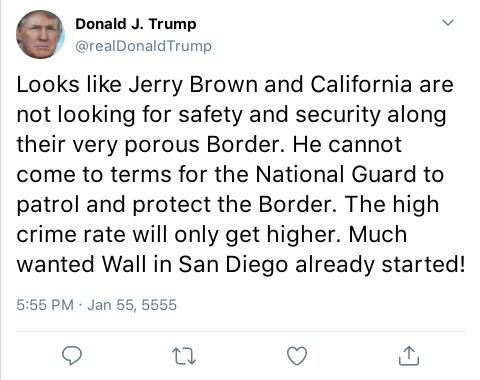 Donald J. Trump
@realDonaldTrump
Looks like Jerry Brown and California are
not looking for safety and security along
their very porous Border. He cannot
come to terms for the National Guard to
patrol and protect the Border. The high
crime rate will only get higher. Much
wanted Wall in San Diego already started!
5:55 PM · Jan 55, 5555